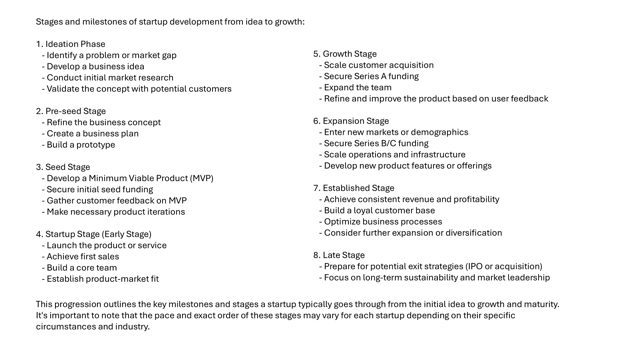 Stages and milestones of startup development from idea to growth:
1. Ideation Phase
- Identify a problem or market gap
- Develop a business idea
- Conduct initial market research
- Validate the concept with potential customers
2. Pre-seed Stage
- Refine the business concept
- Create a business plan
- Build a prototype
3. Seed Stage
- Develop a Minimum Viable Product (MVP)
- Secure initial seed funding
- Gather customer feedback on MVP
- Make necessary product iterations
4. Startup Stage (Early Stage)
- Launch the product or service
- Achieve first sales
- Build a core team
- Establish product-market fit
5. Growth Stage
- Scale customer acquisition
- Secure Series A funding
- Expand the team
- Refine and improve the product based on user feedback
6. Expansion Stage
- Enter new markets or demographics
- Secure Series B/C funding
- Scale operations and infrastructure
- Develop new product features or offerings
7. Established Stage
- Achieve consistent revenue and profitability
- Build a loyal customer base
- Optimize business processes
- Consider further expansion or diversification
8. Late Stage
- Prepare for potential exit strategies (IPO or acquisition)
- Focus on long-term sustainability and market leadership
This progression outlines the key milestones and stages a startup typically goes through from the initial idea to growth and maturity.
It's important to note that the pace and exact order of these stages may vary for each startup depending on their specific
circumstances and industry.